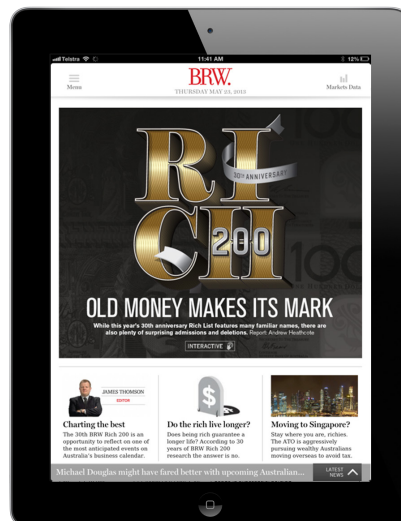 Telstra 11:41 AM 12%
Menu BRW. Markets Data
THURSDAY MAY 23, 2013
RI
30TH ANNIVERSARY
CH 200
OLD MONEY MAKES ITS MARK
While this year's 30th anniversary Rich List features many familiar names, there are
also plenty of surprising admissions and deletions. Report: Andrew Heathcote
INTERACTIVE
JAMES THOMSON
EDITOR
$
Charting the best
The 30th BRW Rich 200 is an
opportunity to reflect on one of
the most anticipated events on
Australia's business calendar.
Do the rich live longer?
Does being rich guarantee a
longer life? According to 30
years of BRW Rich 200
research the answer is no.
Moving to Singapore?
Stay where you are, richies.
The ATO is aggressively
pursuing wealthy Australians
moving overseas to avoid tax.
Michael Douglas might have fared better with upcoming Australian...
LATEST
NEWS